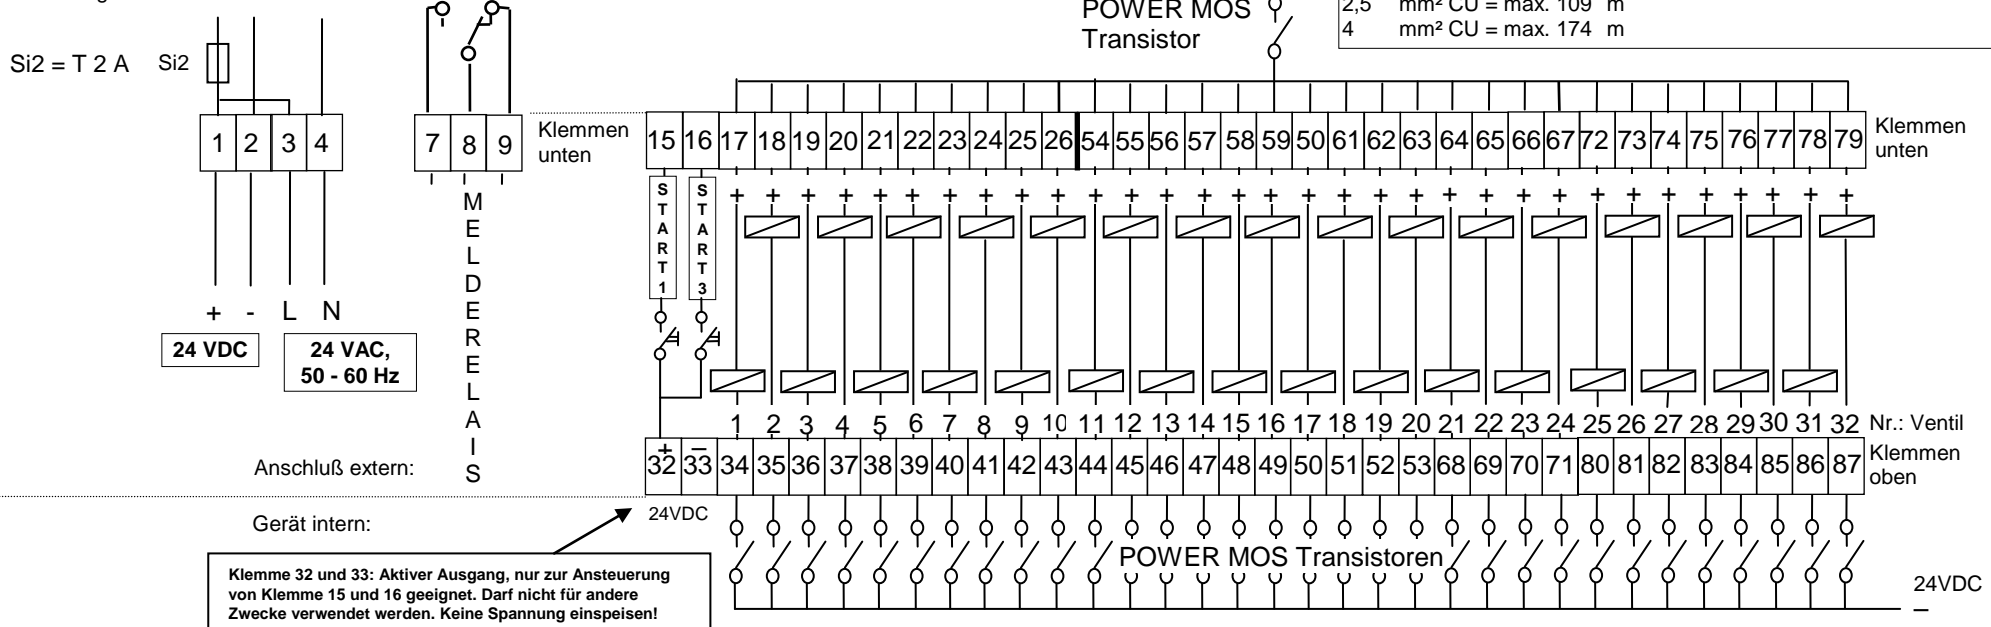 POWER MOS
Transistor
2,5 mm² CU = max. 109 m
4 mm² CU = max. 174 m
Si2 = T 2 A Si2
1 2 3 4
7 8 9
Klemmen
unten
15 16 17 18 19 20 21 22 23 24 25 26 54 55 56 57 58 59 50 61 62 63 64 65 66 67 72 73 74 75 76 77 78 79
Klemmen
unten
+ + + + + + + + + + + + + + + + + + + + + + + + + + + + + + + +
START1
START3
MELDERELAIS
+ - L N
24 VDC
24 VAC,
50 - 60 Hz
1 2 3 4 5 6 7 8 9 10 11 12 13 14 15 16 17 18 19 20 21 22 23 24 25 26 27 28 29 30 31 32 Nr.: Ventil
+ –
32 33 34 35 36 37 38 39 40 41 42 43 44 45 46 47 48 49 50 51 52 53 68 69 70 71 80 81 82 83 84 85 86 87
Klemmen
oben
Anschluß extern:
24VDC
Gerät intern:
POWER MOS Transistoren
24VDC
–
Klemme 32 und 33: Aktiver Ausgang, nur zur Ansteuerung
von Klemme 15 und 16 geeignet. Darf nicht für andere
Zwecke verwendet werden. Keine Spannung einspeisen!